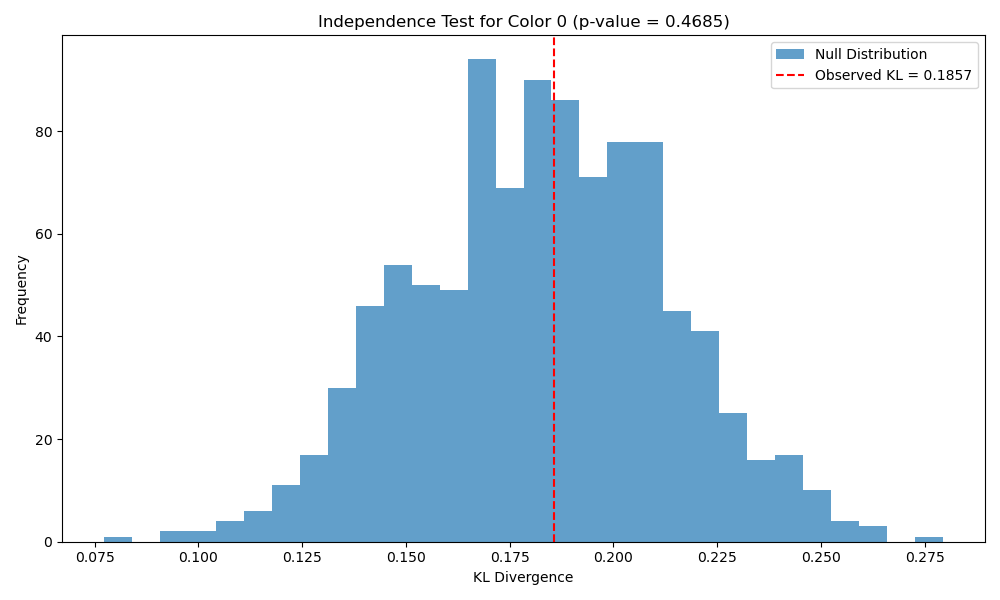 Independence Test for Color 0 (p-value = 0.4685)
Null Distribution
Observed KL = 0.1857
Frequency
80
60
40
20
0
0.075 0.100 0.125 0.150 0.175 0.200 0.225 0.250 0.275
KL Divergence